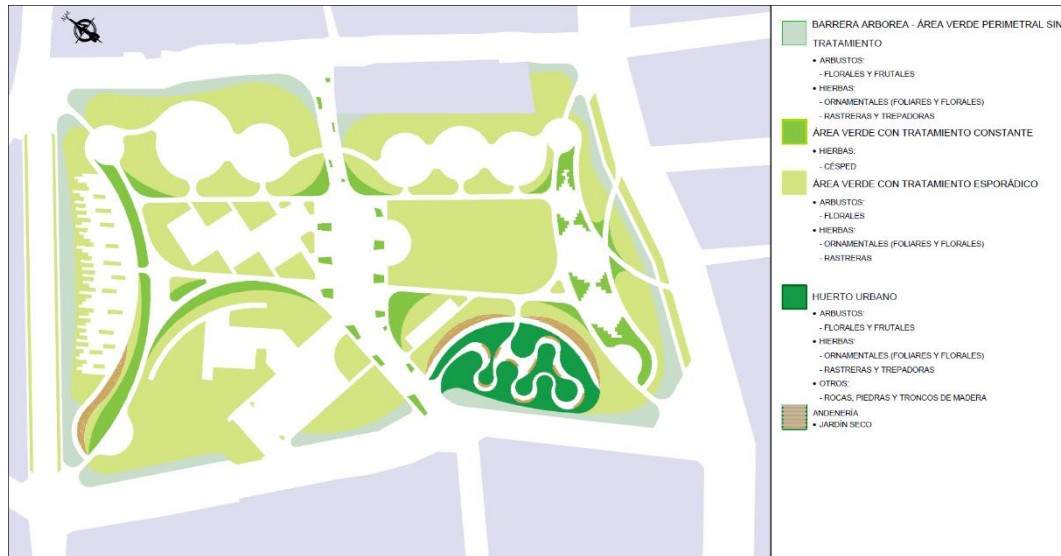 NM
BARRERA ARBOREA - ÁREA VERDE PERIMETRAL SIN
TRATAMIENTO
• ARBUSTOS:
- FLORALES Y FRUTALES
• HIERBAS:
- ORNAMENTALES (FOLIARES Y FLORALES)
- RASTRERAS Y TREPADORAS
ÁREA VERDE CON TRATAMIENTO CONSTANTE
• HIERBAS:
- CÉSPED
ÁREA VERDE CON TRATAMIENTO ESPORÁDICO
• ARBUSTOS:
- FLORALES
• HIERBAS:
- ORNAMENTALES (FOLIARES Y FLORALES)
- RASTRERAS
HUERTO URBANO
• ARBUSTOS:
- FLORALES Y FRUTALES
• HIERBAS:
- ORNAMENTALES (FOLIARES Y FLORALES)
- RASTRERAS Y TREPADORAS
• OTROS:
- ROCAS, PIEDRAS Y TRONCOS DE MADERA
ANDENERÍA
• JARDÍN SECO